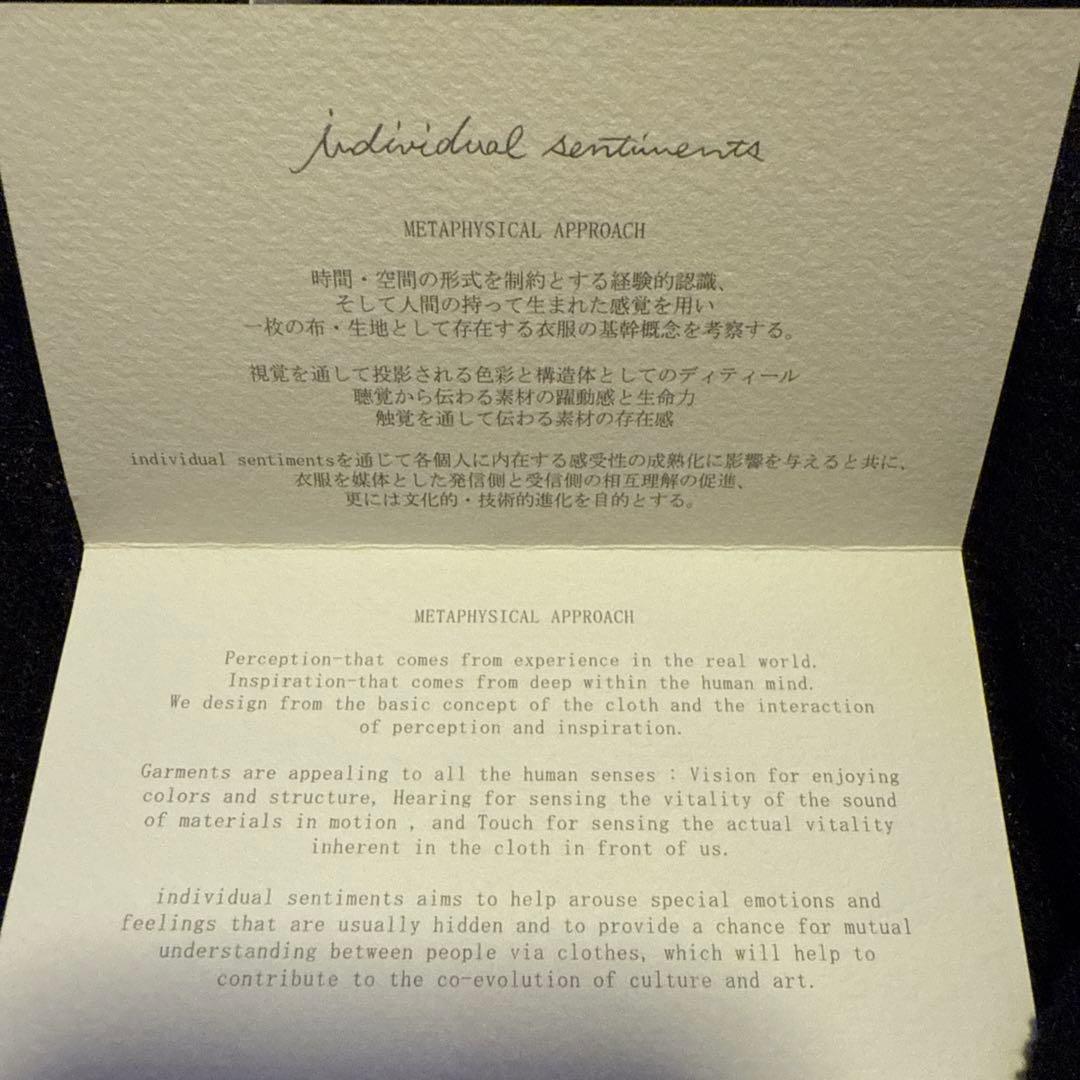 individual sentiments
METAPHYSICAL APPROACH
時間・空間の形式を制約とする経験的認識、
そして人間の持って生まれた感覚を用い
一枚の布・生地として存在する衣服の基幹概念を考察する。
視覚を通して投影される色彩と構造体としてのディティール
聴覚から伝わる素材の躍動感と生命力
触覚を通して伝わる素材の存在感
individual sentimentsを通じて各個人に内在する感受性の成熟化に影響を与えると共に、
衣服を媒体とした発信側と受信側の相互理解の促進、
更には文化的・技術的進化を目的とする。
METAPHYSICAL APPROACH
Perception-that comes from experience in the real world.
Inspiration-that comes from deep within the human mind.
We design from the basic concept of the cloth and the interaction
of perception and inspiration.
Garments are appealing to all the human senses : Vision for enjoying
colors and structure, Hearing for sensing the vitality of the sound
of materials in motion , and Touch for sensing the actual vitality
inherent in the cloth in front of us.
individual sentiments aims to help arouse special emotions and
feelings that are usually hidden and to provide a chance for mutual
understanding between people via clothes, which will help to
contribute to the co-evolution of culture and art.